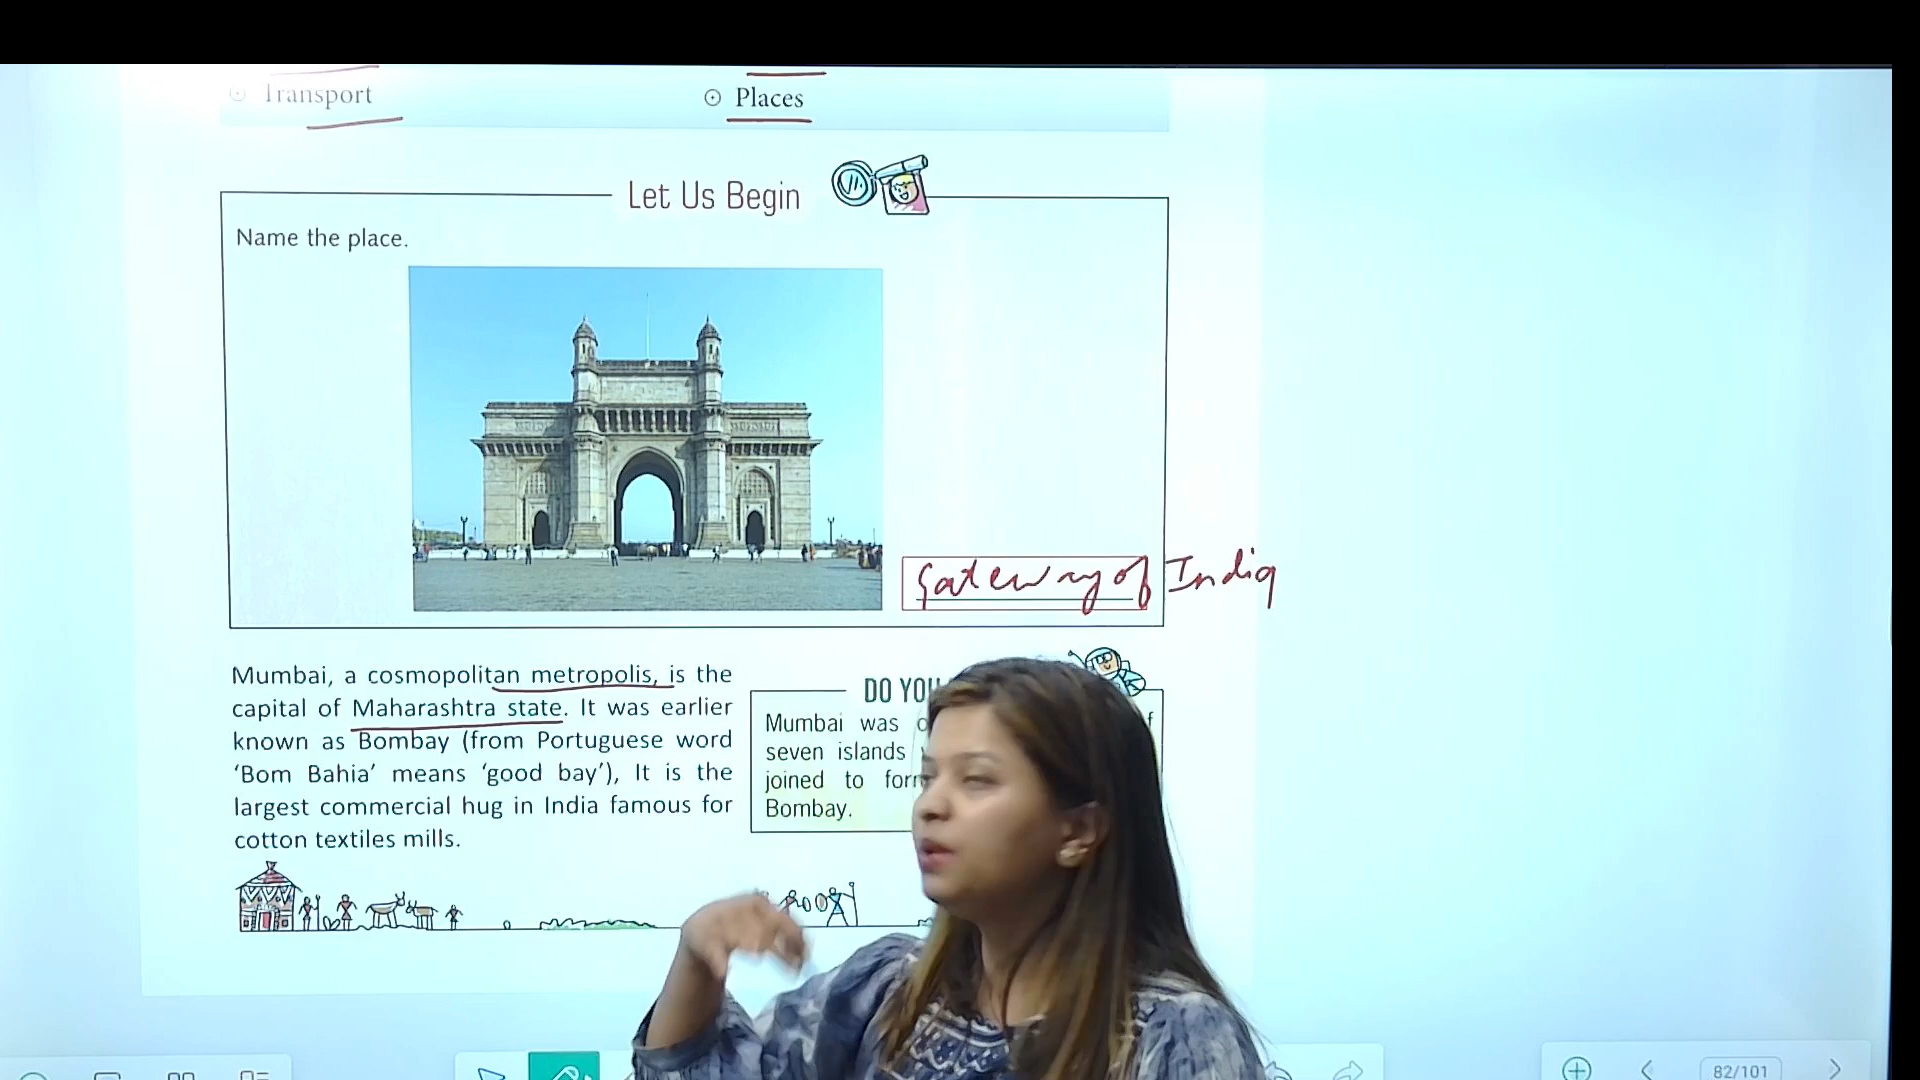 Transport
Places
Let Us Begin
Name the place.
Gateway of India
Mumbai, a cosmopolitan metropolis, is the
capital of Maharashtra state. It was earlier
known as Bombay (from Portuguese word
‘Bom Bahia’ means ‘good bay’), It is the
largest commercial hug in India famous for
cotton textiles mills.
DO YOU
Mumbai was
seven islands
joined to
Bombay.
82/101